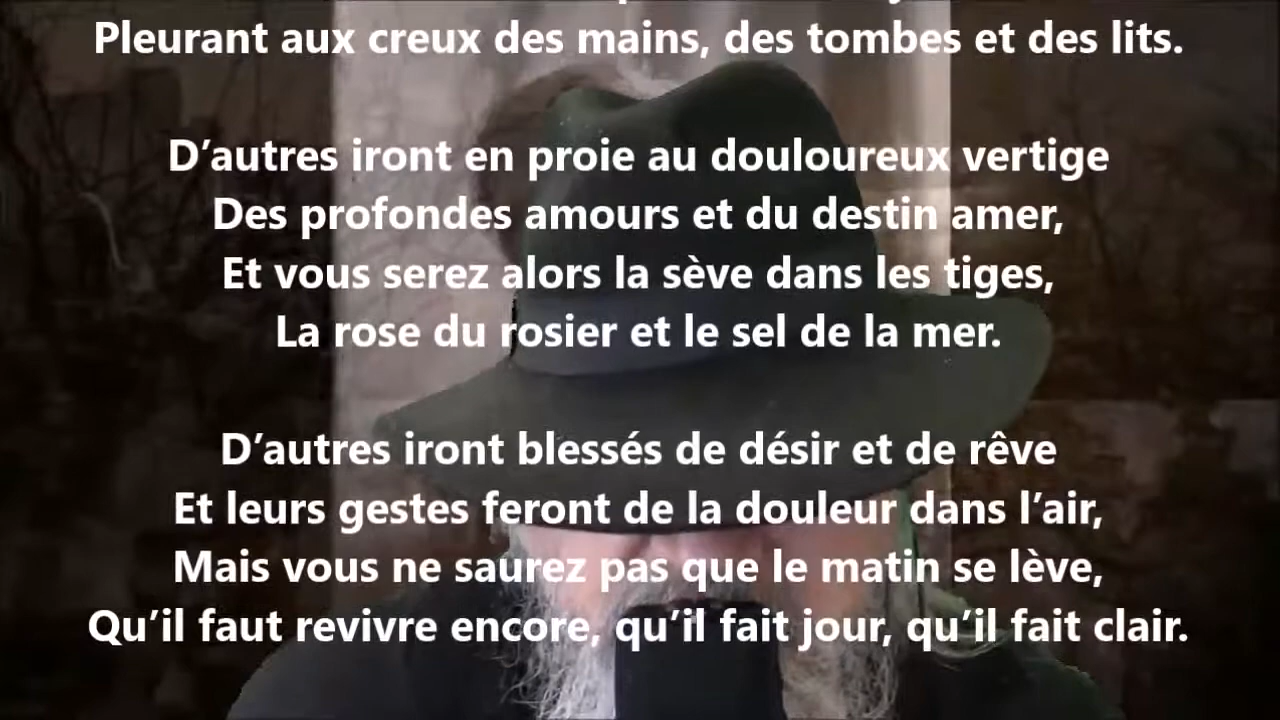 Pleurant aux creux des mains, des tombes et des lits.
D’autres iront en proie au douloureux vertige
Des profondes amours et du destin amer,
Et vous serez alors la sève dans les tiges,
La rose du rosier et le sel de la mer.
D’autres iront blessés de désir et de rêve
Et leurs gestes feront de la douleur dans l’air,
Mais vous ne saurez pas que le matin se lève,
Qu’il faut revivre encore, qu’il fait jour, qu’il fait clair.